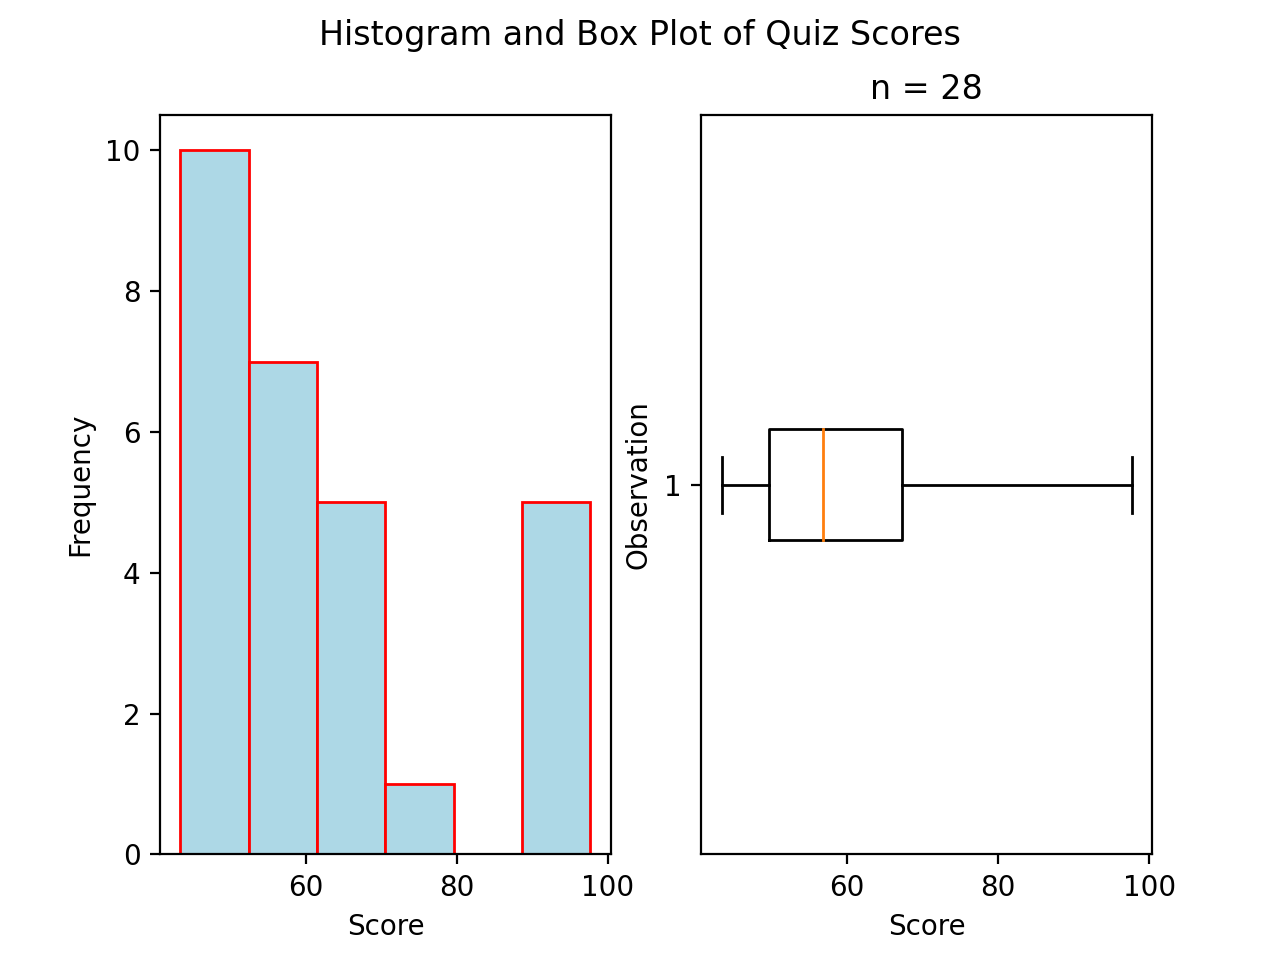 Histogram and Box Plot of Quiz Scores
Frequency
10
8
6
4
2
0
60 80 100
Score
n = 28
Observation
1
60 80 100
Score